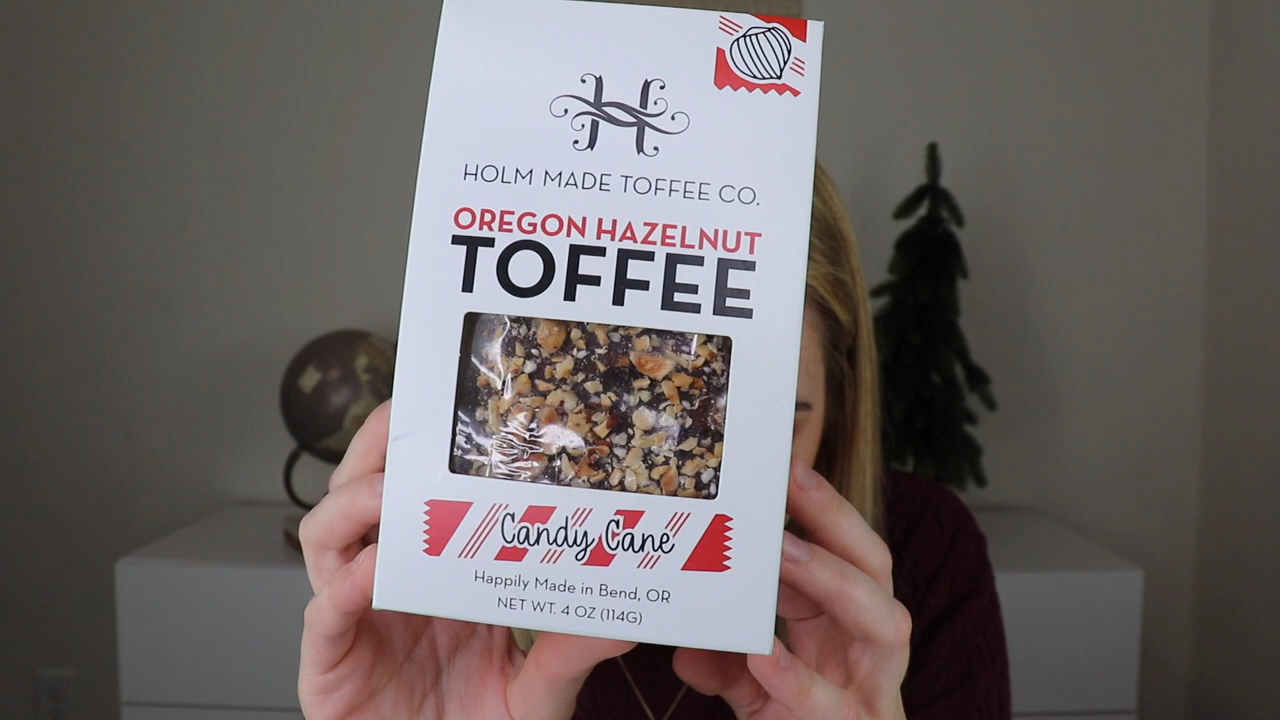 H
HOLM MADE TOFFEE CO.
OREGON HAZELNUT
TOFFEE
Candy Cane
Happily Made in Bend, OR
NET WT. 4 OZ (114G)